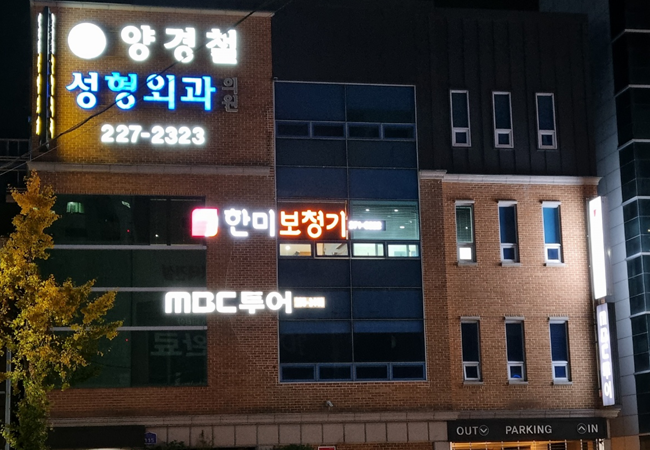 양경철
성형외과의원
227-2323
한미보청기
MBC투어
OUT PARKING IN